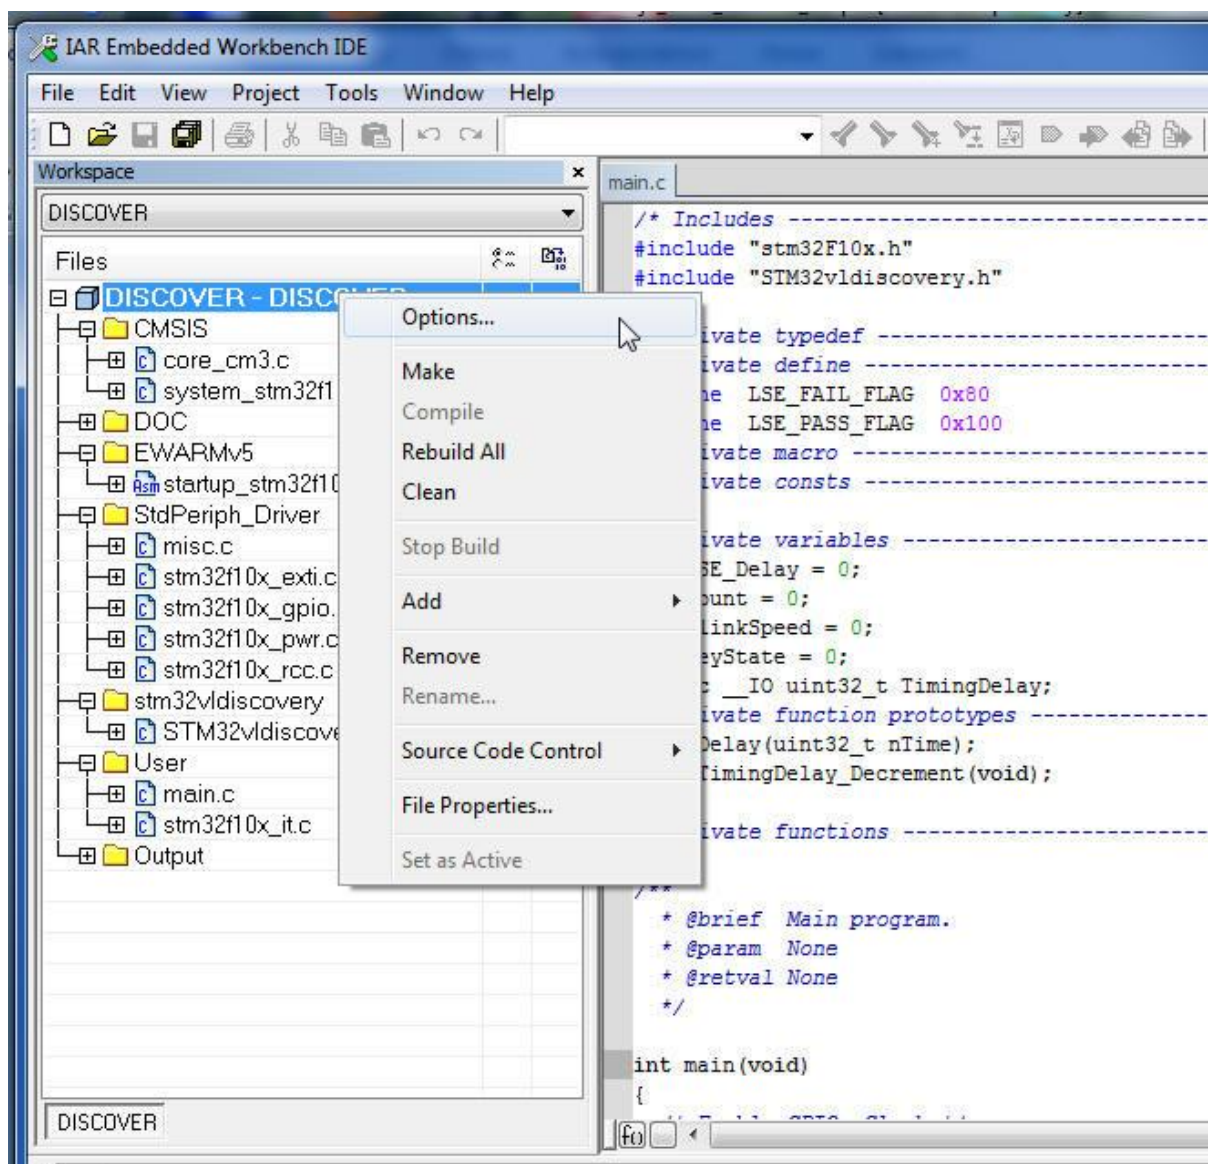 IAR Embedded Workbench IDE
File Edit View Project Tools Window Help
Workspace
DISCOVER
Files
DISCOVER - DISCOVER
CMSIS
core_cm3.c
system_stm32f1
DOC
EWARMv5
startup_stm32f10
StdPeriph_Driver
misc.c
stm32f10x_exti.c
stm32f10x_gpio.
stm32f10x_pwr.c
stm32f10x_rcc.c
stm32vldiscovery
STM32vldiscove
User
main.c
stm32f10x_it.c
Output
DISCOVER
Options...
Make
Compile
Rebuild All
Clean
Stop Build
Add
Remove
Rename...
Source Code Control
File Properties...
Set as Active
main.c
/* Includes ---------------------------------
#include "stm32F10x.h"
#include "STM32vldiscovery.h"
ivate typedef --------------------------
ivate define ---------------------------
ne LSE_FAIL_FLAG 0x80
ne LSE_PASS_FLAG 0x100
ivate macro ----------------------------
ivate consts ---------------------------
ivate variables ------------------------
SE_Delay = 0;
ount = 0;
linkSpeed = 0;
eyState = 0;
c __IO uint32_t TimingDelay;
ivate function prototypes --------------
Delay(uint32_t nTime);
TimingDelay_Decrement(void);
ivate functions ------------------------
/**
* @brief Main program.
* @param None
* @retval None
*/
int main(void)
{